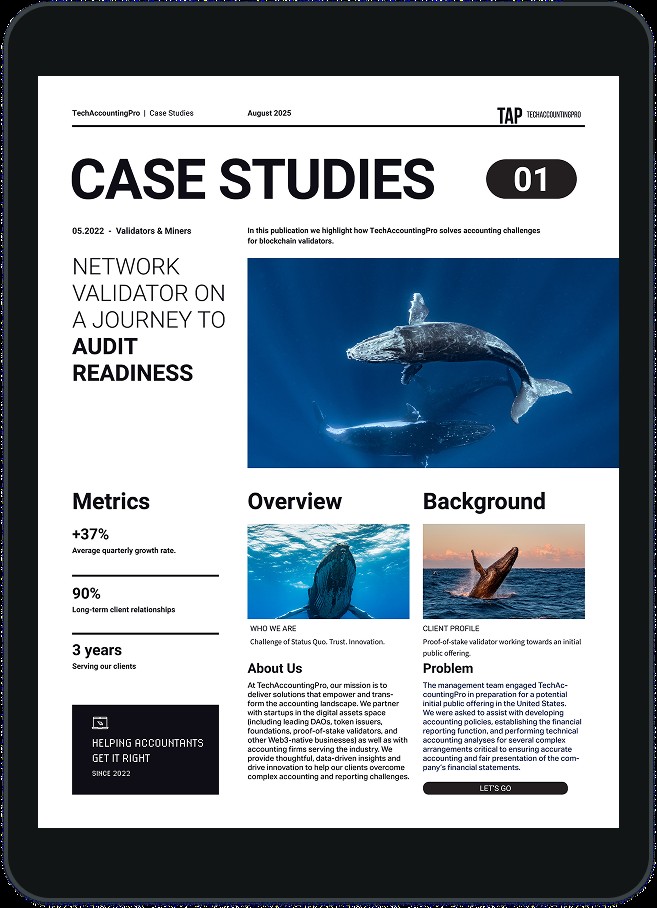 TechAccountingPro | Case Studies
August 2025
TAP TECHACCOUNTINGPRO
CASE STUDIES
01
05.2022 - Validators & Miners
In this publication we highlight how TechAccountingPro solves accounting challenges
for blockchain validators.
NETWORK
VALIDATOR ON
A JOURNEY TO
AUDIT
READINESS
Metrics
+37%
Average quarterly growth rate.
90%
Long-term client relationships
3 years
Serving our clients
HELPING ACCOUNTANTS
GET IT RIGHT
SINCE 2022
Overview
WHO WE ARE
Challenge of Status Quo. Trust. Innovation.
About Us
At TechAccountingPro, our mission is to
deliver solutions that empower and trans-
form the accounting landscape. We partner
with startups in the digital assets space
(including leading DAOs, token issuers,
foundations, proof-of-stake validators, and
other Web3-native businesses) as well as with
accounting firms serving the industry. We
provide thoughtful, data-driven insights and
drive innovation to help our clients overcome
complex accounting and reporting challenges.
Background
CLIENT PROFILE
Proof-of-stake validator working towards an initial
public offering.
Problem
The management team engaged TechAc-
countingPro in preparation for a potential
initial public offering in the United States.
We were asked to assist with developing
accounting policies, establishing the financial
reporting function, and performing technical
accounting analyses for several complex
arrangements critical to ensuring accurate
accounting and fair presentation of the com-
pany's financial statements.
LET'S GO